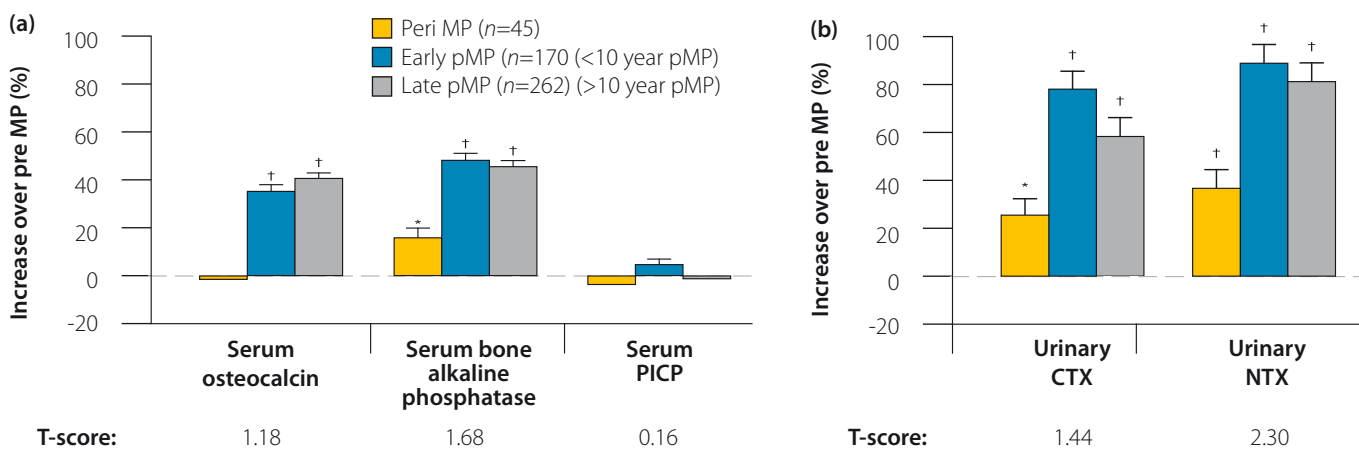 (a)
Increase over pre MP (%)
100
80
60
40
20
0
-20
Peri MP (n=45)
Early pMP (n=170 (<10 year pMP)
Late pMP (n=262) (>10 year pMP)
†
†
*
†
†
Serum
osteocalcin
Serum bone
alkaline
phosphatase
Serum
PICP
T-score:
1.18
1.68
0.16
(b)
Increase over pre MP (%)
100
80
60
40
20
0
-20
*
†
†
†
†
†
Urinary
CTX
Urinary
NTX
T-score:
1.44
2.30